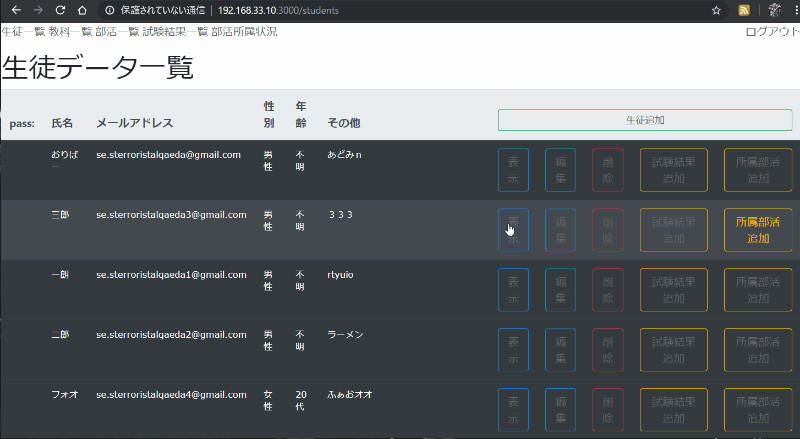 保護されていない通信 | 192.168.33.10:3000/students
生徒一覧 教科一覧 部活一覧 試験結果一覧 部活所属状況 ログアウト
生徒データ一覧
pass: 氏名 メールアドレス 性別 年齢 その他 生徒追加
おりばー se.sterroristalqaeda@gmail.com 男性 不明 あどみn 表示 編集 削除 試験結果追加 所属部活追加
三郎 se.sterroristalqaeda3@gmail.com 男性 不明 333 表示 編集 削除 試験結果追加 所属部活追加
一朗 se.sterroristalqaeda1@gmail.com 男性 不明 rtyuio 表示 編集 削除 試験結果追加 所属部活追加
二郎 se.sterroristalqaeda2@gmail.com 男性 不明 ラーメン 表示 編集 削除 試験結果追加 所属部活追加
フォオ se.sterroristalqaeda4@gmail.com 女性 20代 ふぁおオオ 表示 編集 削除 試験結果追加 所属部活追加